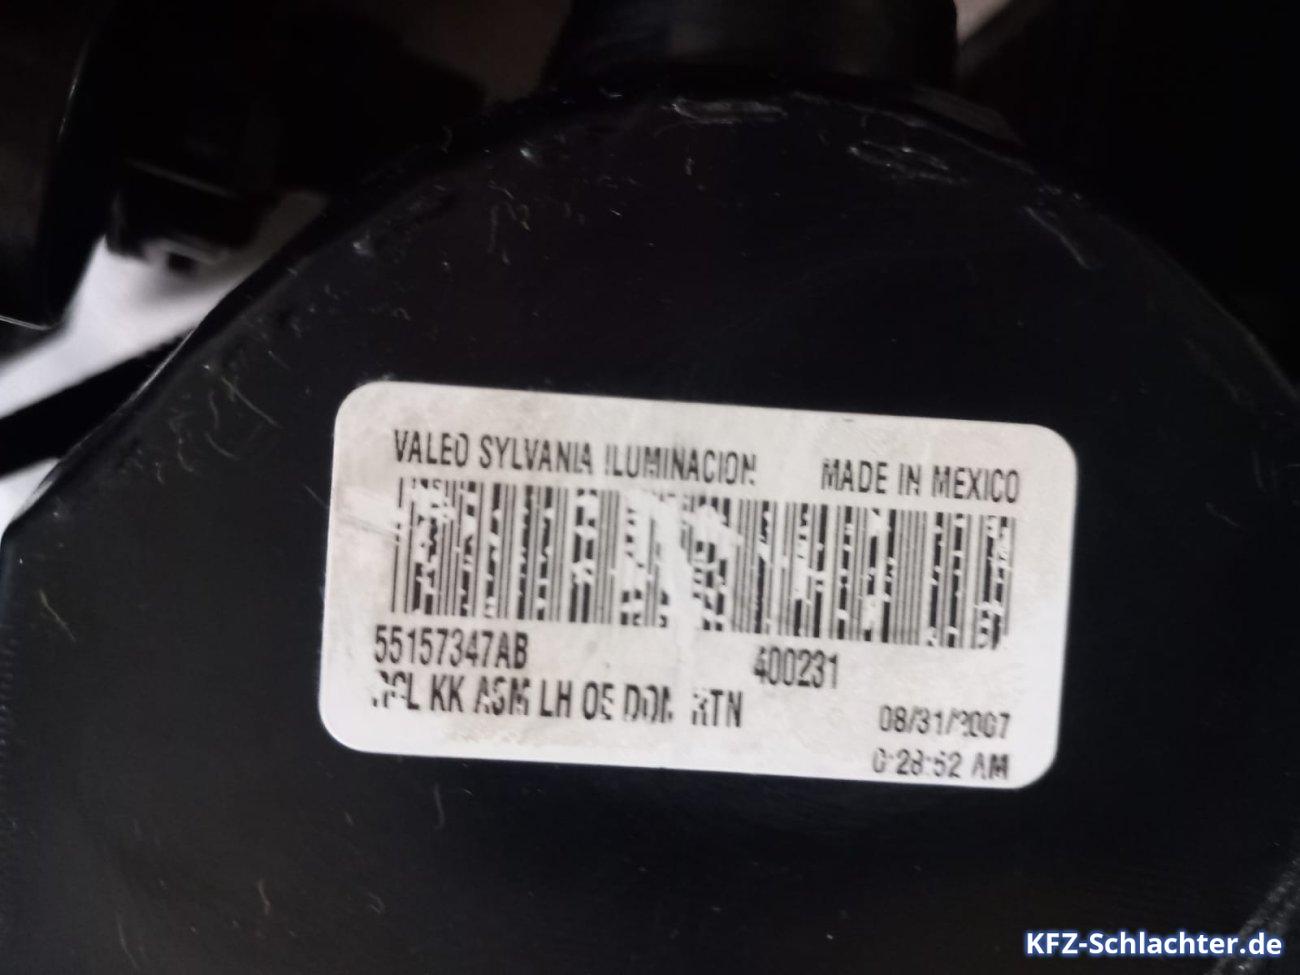 VALEO SYLVANIA ILUMINACION MADE IN MEXICO
55157347AB 400231
KK ASM LH DOM RTN
08/31/2007
AM
KFZ-Schlachter.de